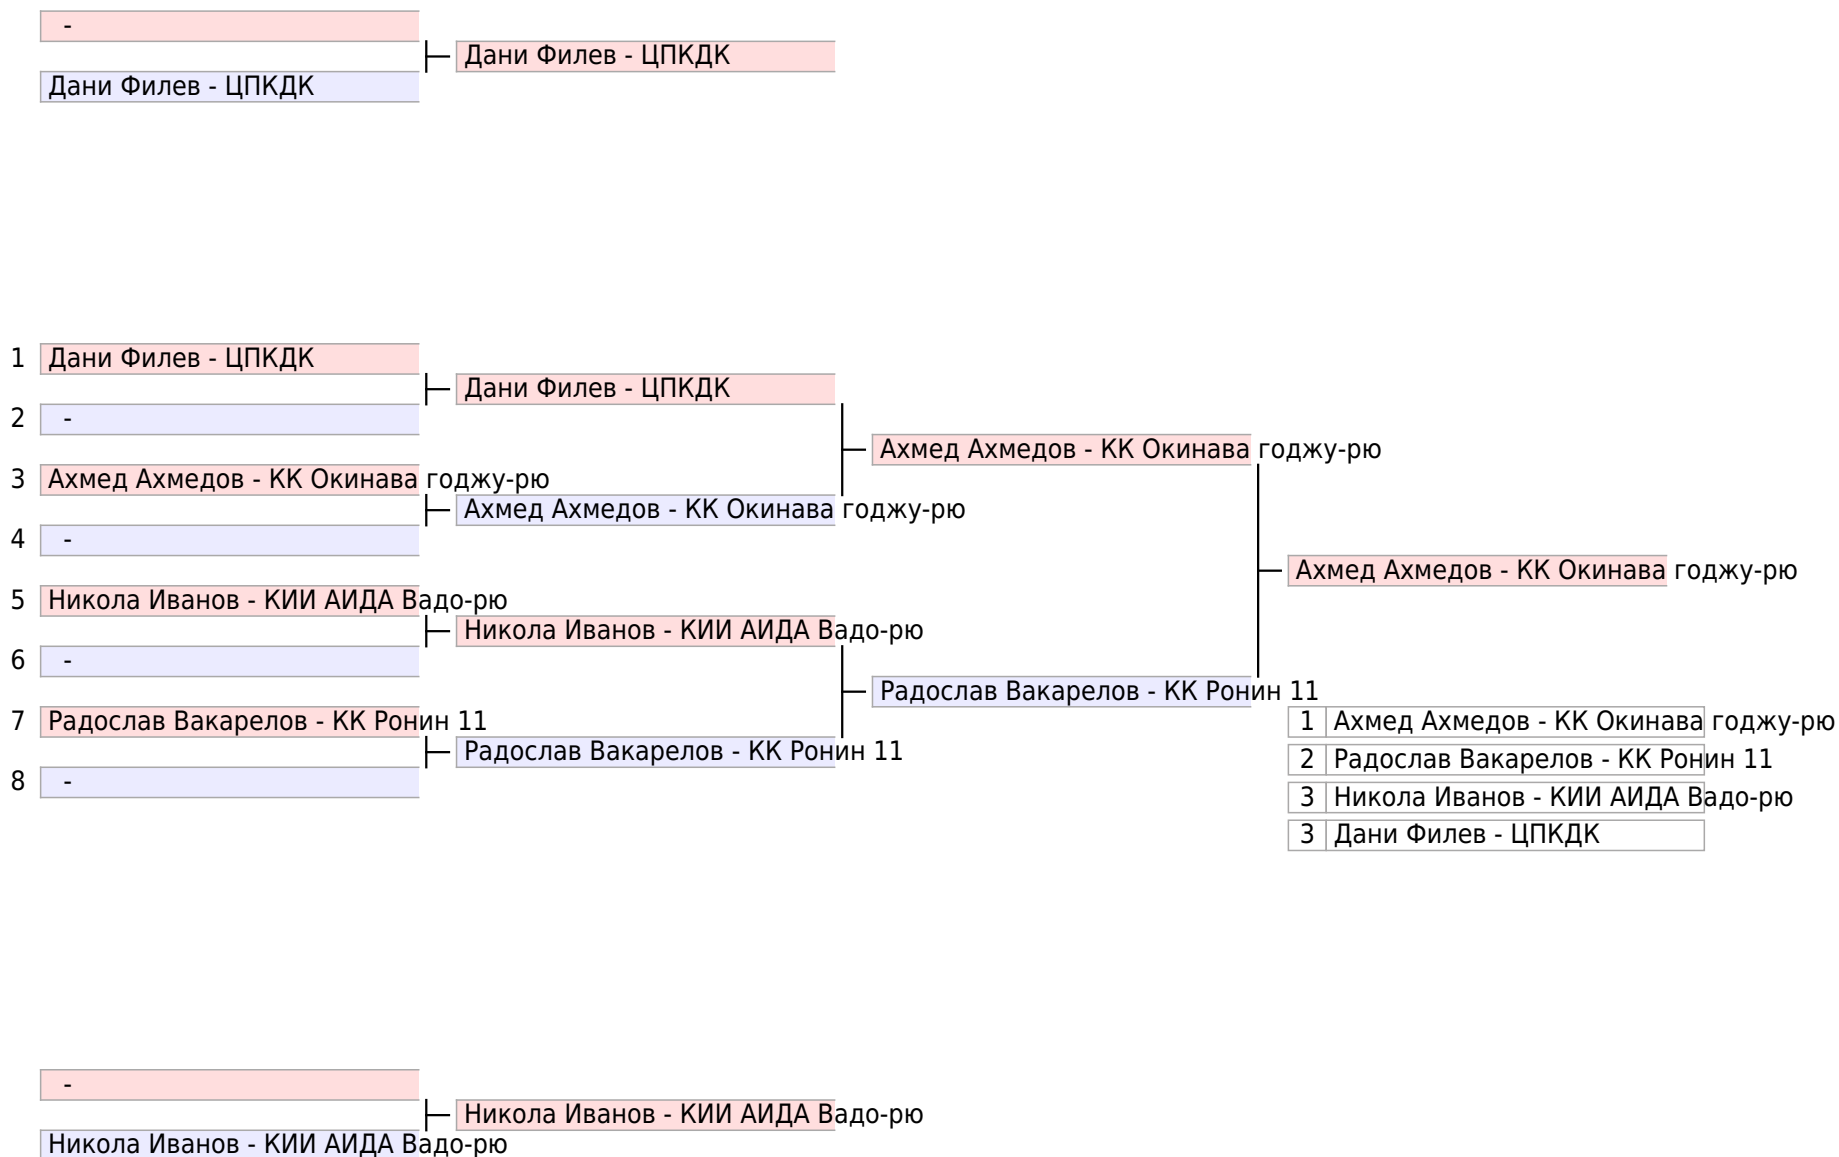 -
Дани Филев - ЦПКДК
Дани Филев - ЦПКДК
1 Дани Филев - ЦПКДК
Дани Филев - ЦПКДК
2 -
Ахмед Ахмедов - КК Окинава годжу-рю
3 Ахмед Ахмедов - КК Окинава годжу-рю
Ахмед Ахмедов - КК Окинава годжу-рю
4 -
Ахмед Ахмедов - КК Окинава годжу-рю
5 Никола Иванов - КИИ АИДА Вадо-рю
Никола Иванов - КИИ АИДА Вадо-рю
6 -
Радослав Вакарелов - КК Ронин 11
7 Радослав Вакарелов - КК Ронин 11
Радослав Вакарелов - КК Ронин 11
8 -
1 Ахмед Ахмедов - КК Окинава годжу-рю
2 Радослав Вакарелов - КК Ронин 11
3 Никола Иванов - КИИ АИДА Вадо-рю
3 Дани Филев - ЦПКДК
-
Никола Иванов - КИИ АИДА Вадо-рю
Никола Иванов - КИИ АИДА Вадо-рю